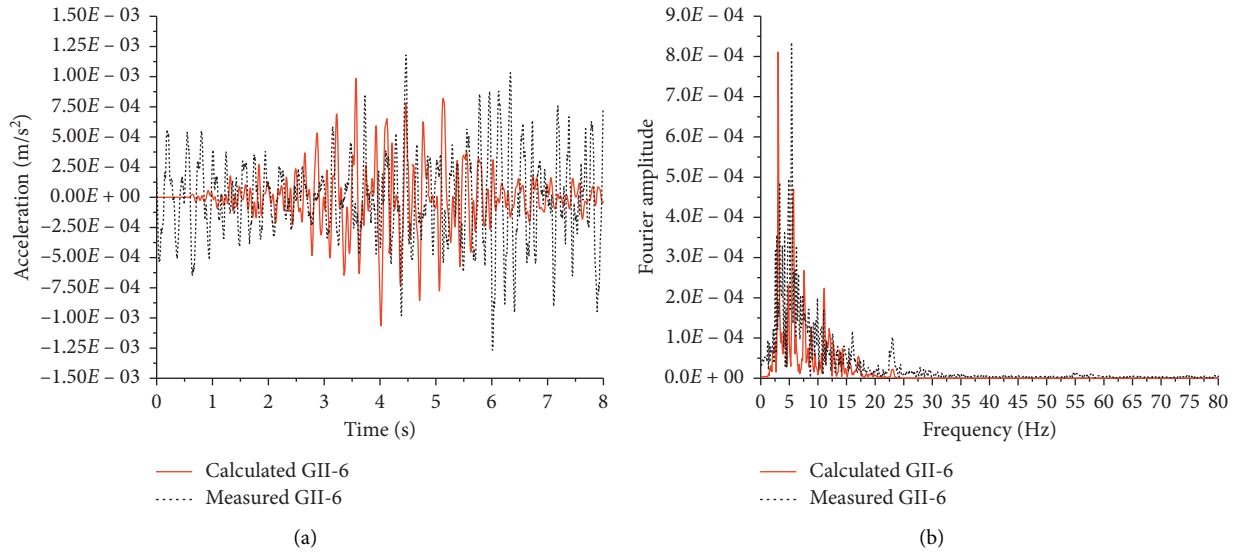 1.50E – 03
1.25E – 03
1.00E – 03
7.50E – 04
5.00E – 04
2.50E – 04
0.00E + 00
–2.50E – 04
–5.00E – 04
–7.50E – 04
–1.00E – 03
–1.25E – 03
–1.50E – 03
Acceleration (m/s²)
0 1 2 3 4 5 6 7 8
Time (s)
Calculated GII-6
Measured GII-6
(a)
9.0E – 04
8.0E – 04
7.0E – 04
6.0E – 04
5.0E – 04
4.0E – 04
3.0E – 04
2.0E – 04
1.0E – 04
0.0E + 00
Fourier amplitude
0 5 10 15 20 25 30 35 40 45 50 55 60 65 70 75 80
Frequency (Hz)
Calculated GII-6
Measured GII-6
(b)